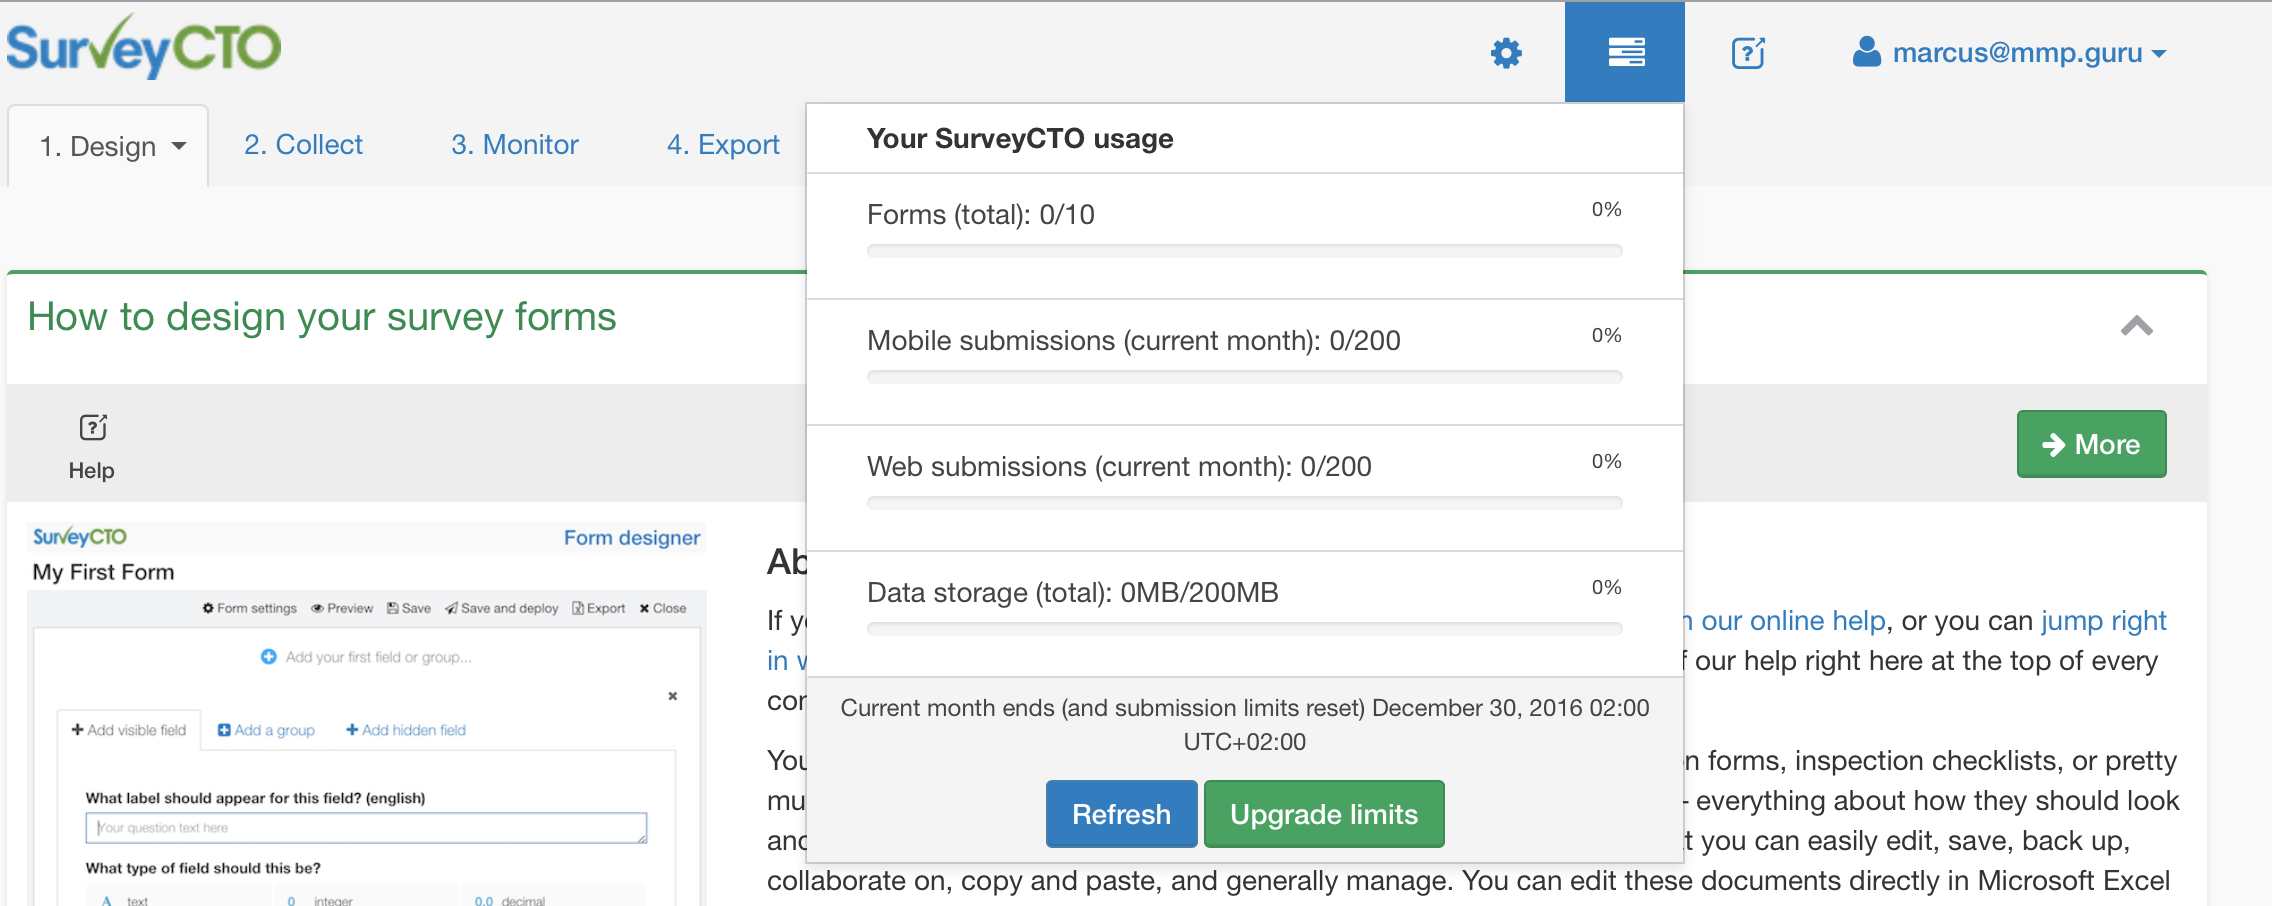 SurveyCTO
marcus@mmp.guru
1. Design
2. Collect
3. Monitor
4. Export
Your SurveyCTO usage
Forms (total): 0/10
0%
Mobile submissions (current month): 0/200
0%
Web submissions (current month): 0/200
0%
Data storage (total): 0MB/200MB
0%
Current month ends (and submission limits reset) December 30, 2016 02:00
UTC+02:00
Refresh
Upgrade limits
How to design your survey forms
?
Help
More
SurveyCTO
Form designer
My First Form
Form settings Preview Save Save and deploy Export Close
Add your first field or group...
Add visible field Add a group Add hidden field
What label should appear for this field? (english)
Your question text here
What type of field should this be?
A text 0 integer 0.0 decimal
Ab
If y
our online help, or you can jump right
in
our help right here at the top of every
You
forms, inspection checklists, or pretty
mu
- everything about how they should look
and
you can easily edit, save, back up,
collaborate on, copy and paste, and generally manage. You can edit these documents directly in Microsoft Excel